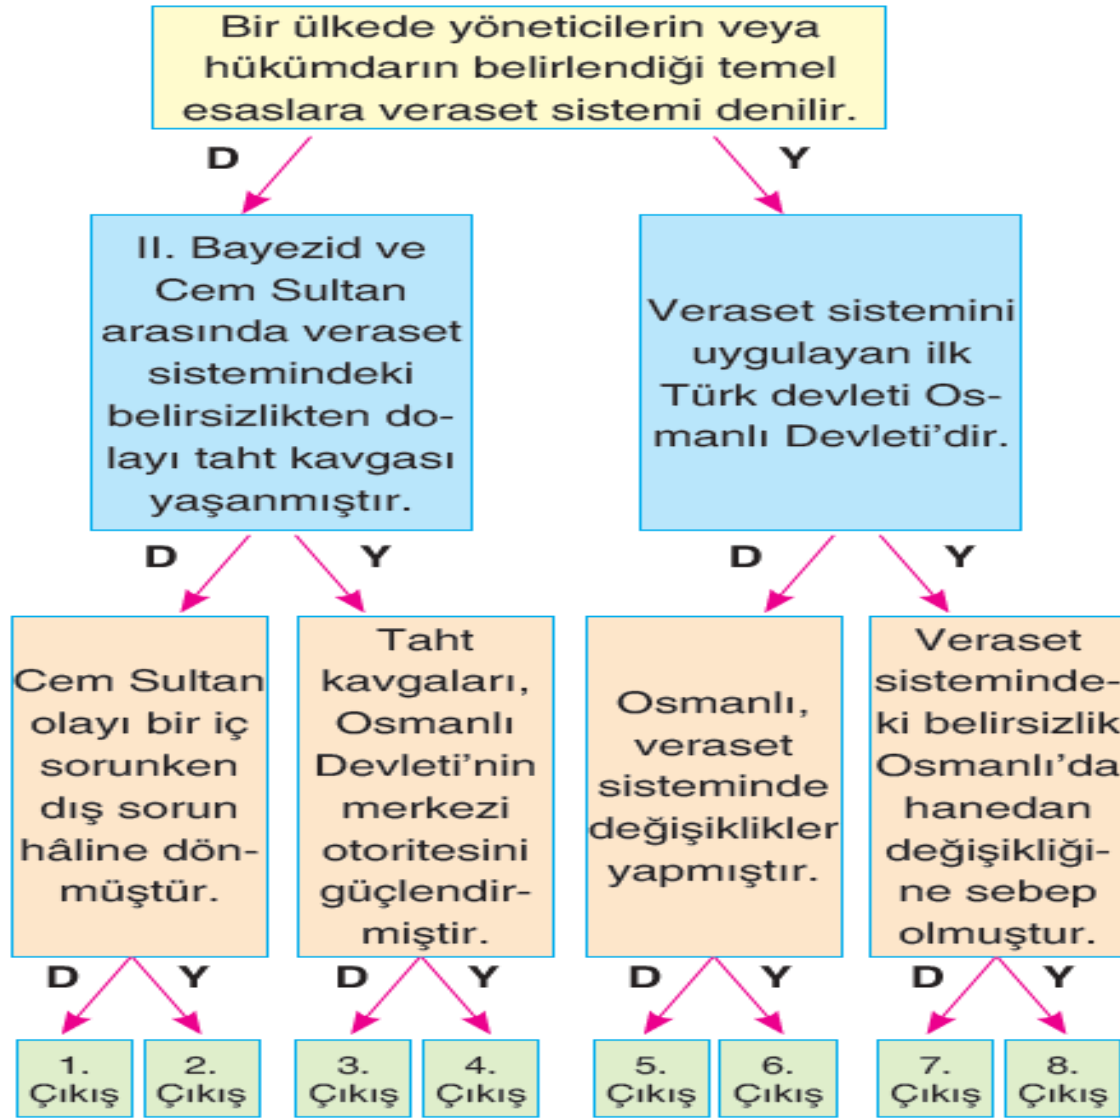 Bir ülkede yöneticilerin veya
hükümdarın belirlendiği temel
esaslara veraset sistemi denilir.
D
Y
II. Bayezid ve
Cem Sultan
arasında veraset
sistemindeki
belirsizlikten do-
layı taht kavgası
yaşanmıştır.
Veraset sistemini
uygulayan ilk
Türk devleti Os-
manlı Devleti’dir.
D
Y
D
Y
Cem Sultan
olayı bir iç
sorunken
dış sorun
hâline dön-
müştür.
Taht
kavgaları,
Osmanlı
Devleti’nin
merkezi
otoritesini
güçlendir-
miştir.
Osmanlı,
veraset
sisteminde
değişiklikler
yapmıştır.
Veraset
sisteminde-
ki belirsizlik
Osmanlı’da
hanedan
değişikliği-
ne sebep
olmuştur.
D
Y
D
Y
D
Y
D
Y
1.
Çıkış
2.
Çıkış
3.
Çıkış
4.
Çıkış
5.
Çıkış
6.
Çıkış
7.
Çıkış
8.
Çıkış